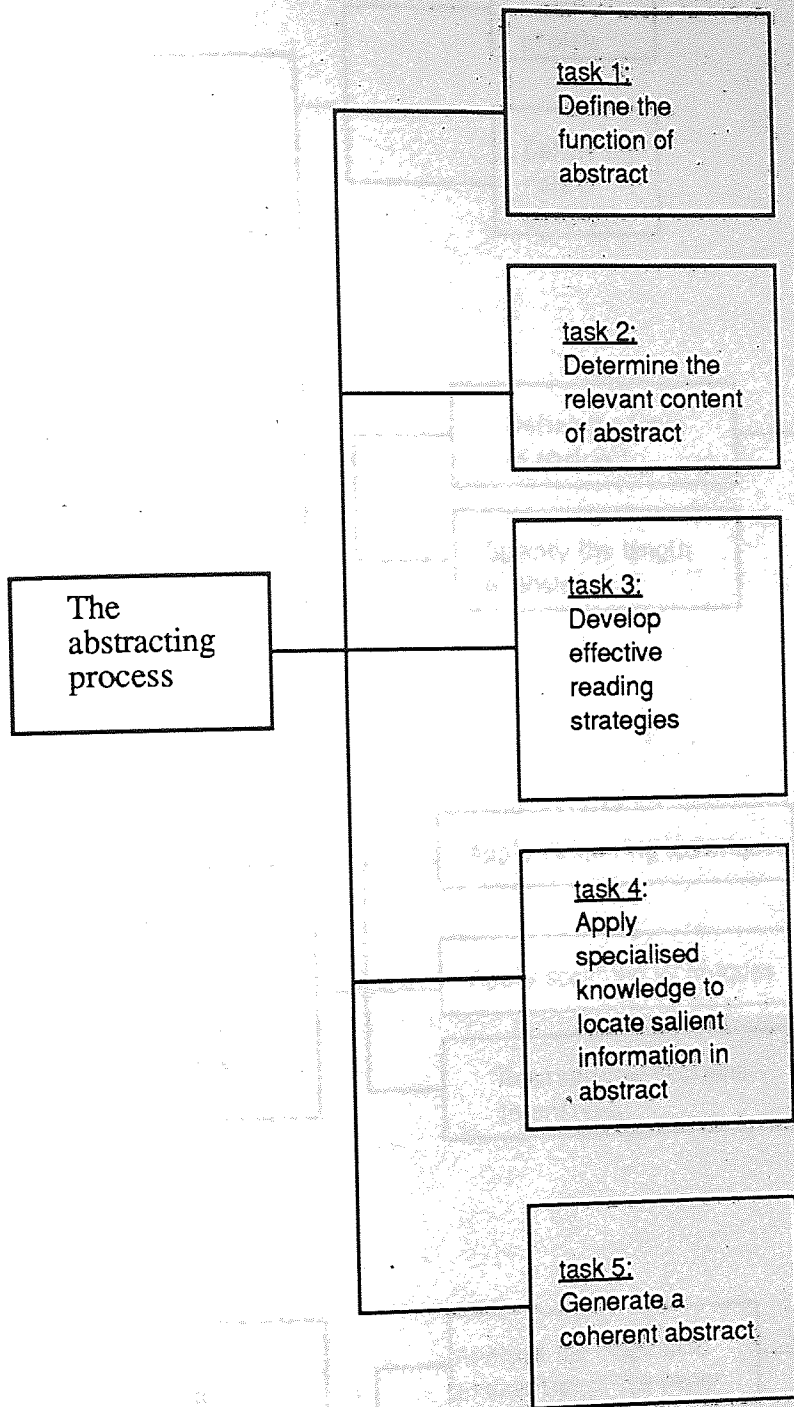 task 1:
Define the
function of
abstract
task 2:
Determine the
relevant content
of abstract
The
abstracting
process
task 3:
Develop
effective
reading
strategies
task 4:
Apply
specialised
knowledge to
locate salient
information in
abstract
task 5:
Generate a
coherent abstract
the length